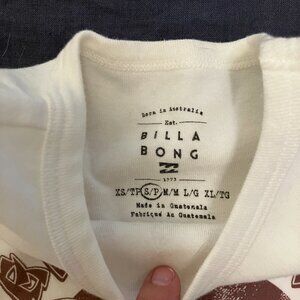 Born in Australia
Est.
BILLA
BONG
1973
XS/TP S/P M/M L/G XL/TG
Made in Guatemala
Fabriqué Au Guatemala